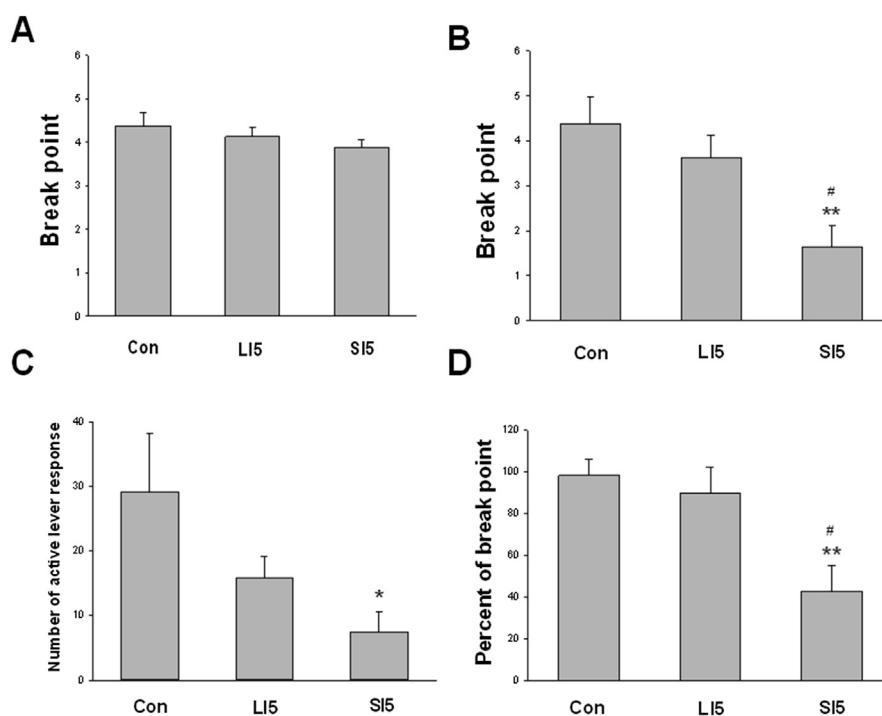 A
Break point
6
5
4
3
2
1
0
Con LI5 SI5
B
Break point
6
5
4
3
2
1
0
#
**
Con LI5 SI5
C
Number of active lever response
40
30
20
10
0
*
Con LI5 SI5
D
Percent of break point
120
100
80
60
40
20
0
#
**
Con LI5 SI5